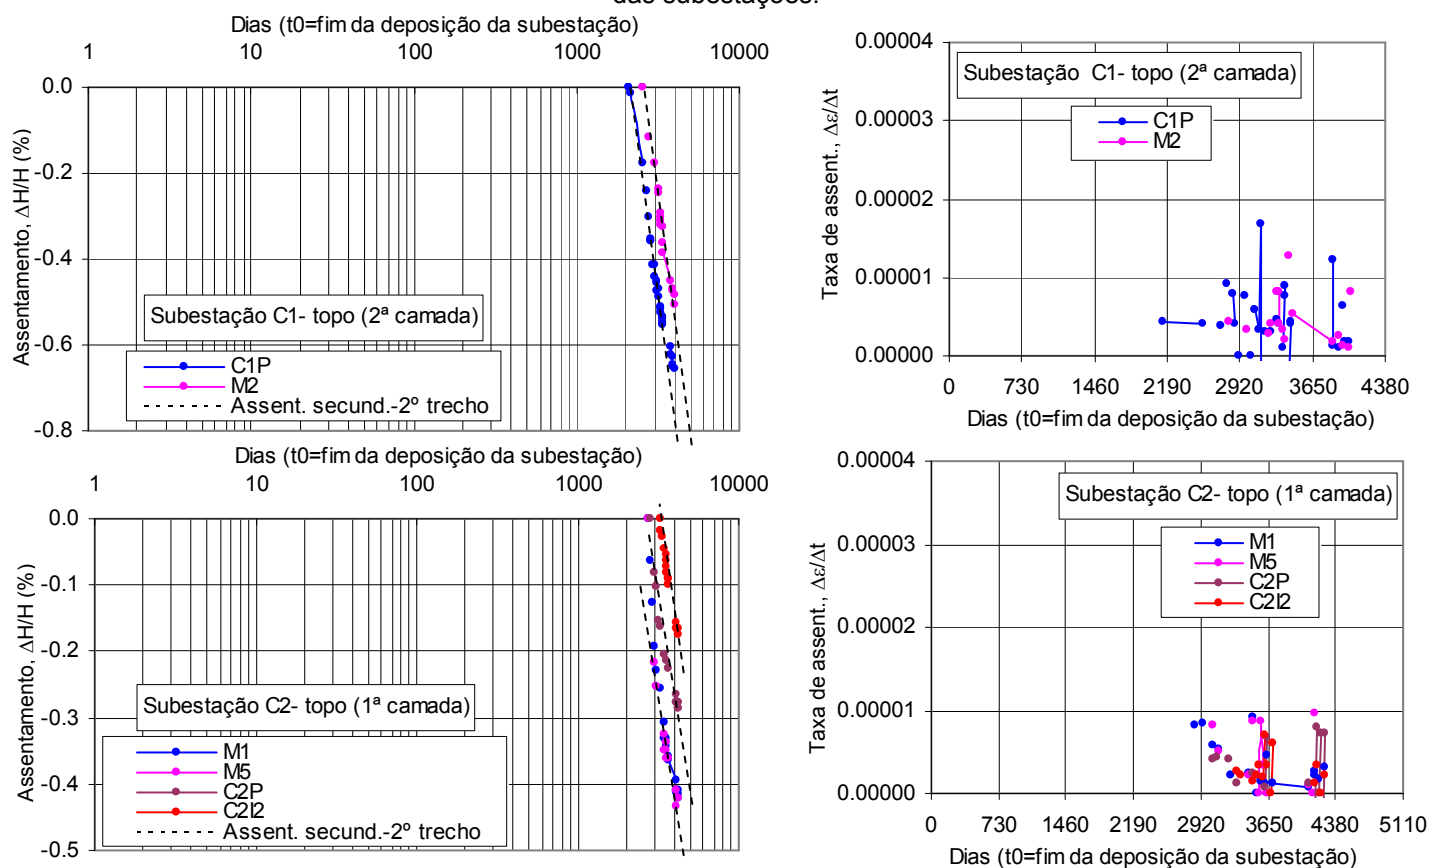 das subestações.
Dias (t0=fim da deposição da subestação)
1 10 100 1000 10000
0.0
-0.2
-0.4
-0.6
-0.8
Assentamento, ΔH/H (%)
Subestação C1- topo (2ª camada)
C1P
M2
Assent. secund.-2º trecho
0.00004
0.00003
0.00002
0.00001
0.00000
Taxa de assent., Δε/Δt
Subestação C1- topo (2ª camada)
C1P
M2
0 730 1460 2190 2920 3650 4380
Dias (t0=fim da deposição da subestação)
Dias (t0=fim da deposição da subestação)
1 10 100 1000 10000
0.0
-0.1
-0.2
-0.3
-0.4
-0.5
Assentamento, ΔH/H (%)
Subestação C2- topo (1ª camada)
M1
M5
C2P
C2I2
Assent. secund.-2º trecho
0.00004
0.00003
0.00002
0.00001
0.00000
Taxa de assent., Δε/Δt
Subestação C2- topo (1ª camada)
M1
M5
C2P
C2I2
0 730 1460 2190 2920 3650 4380 5110
Dias (t0=fim da deposição da subestação)